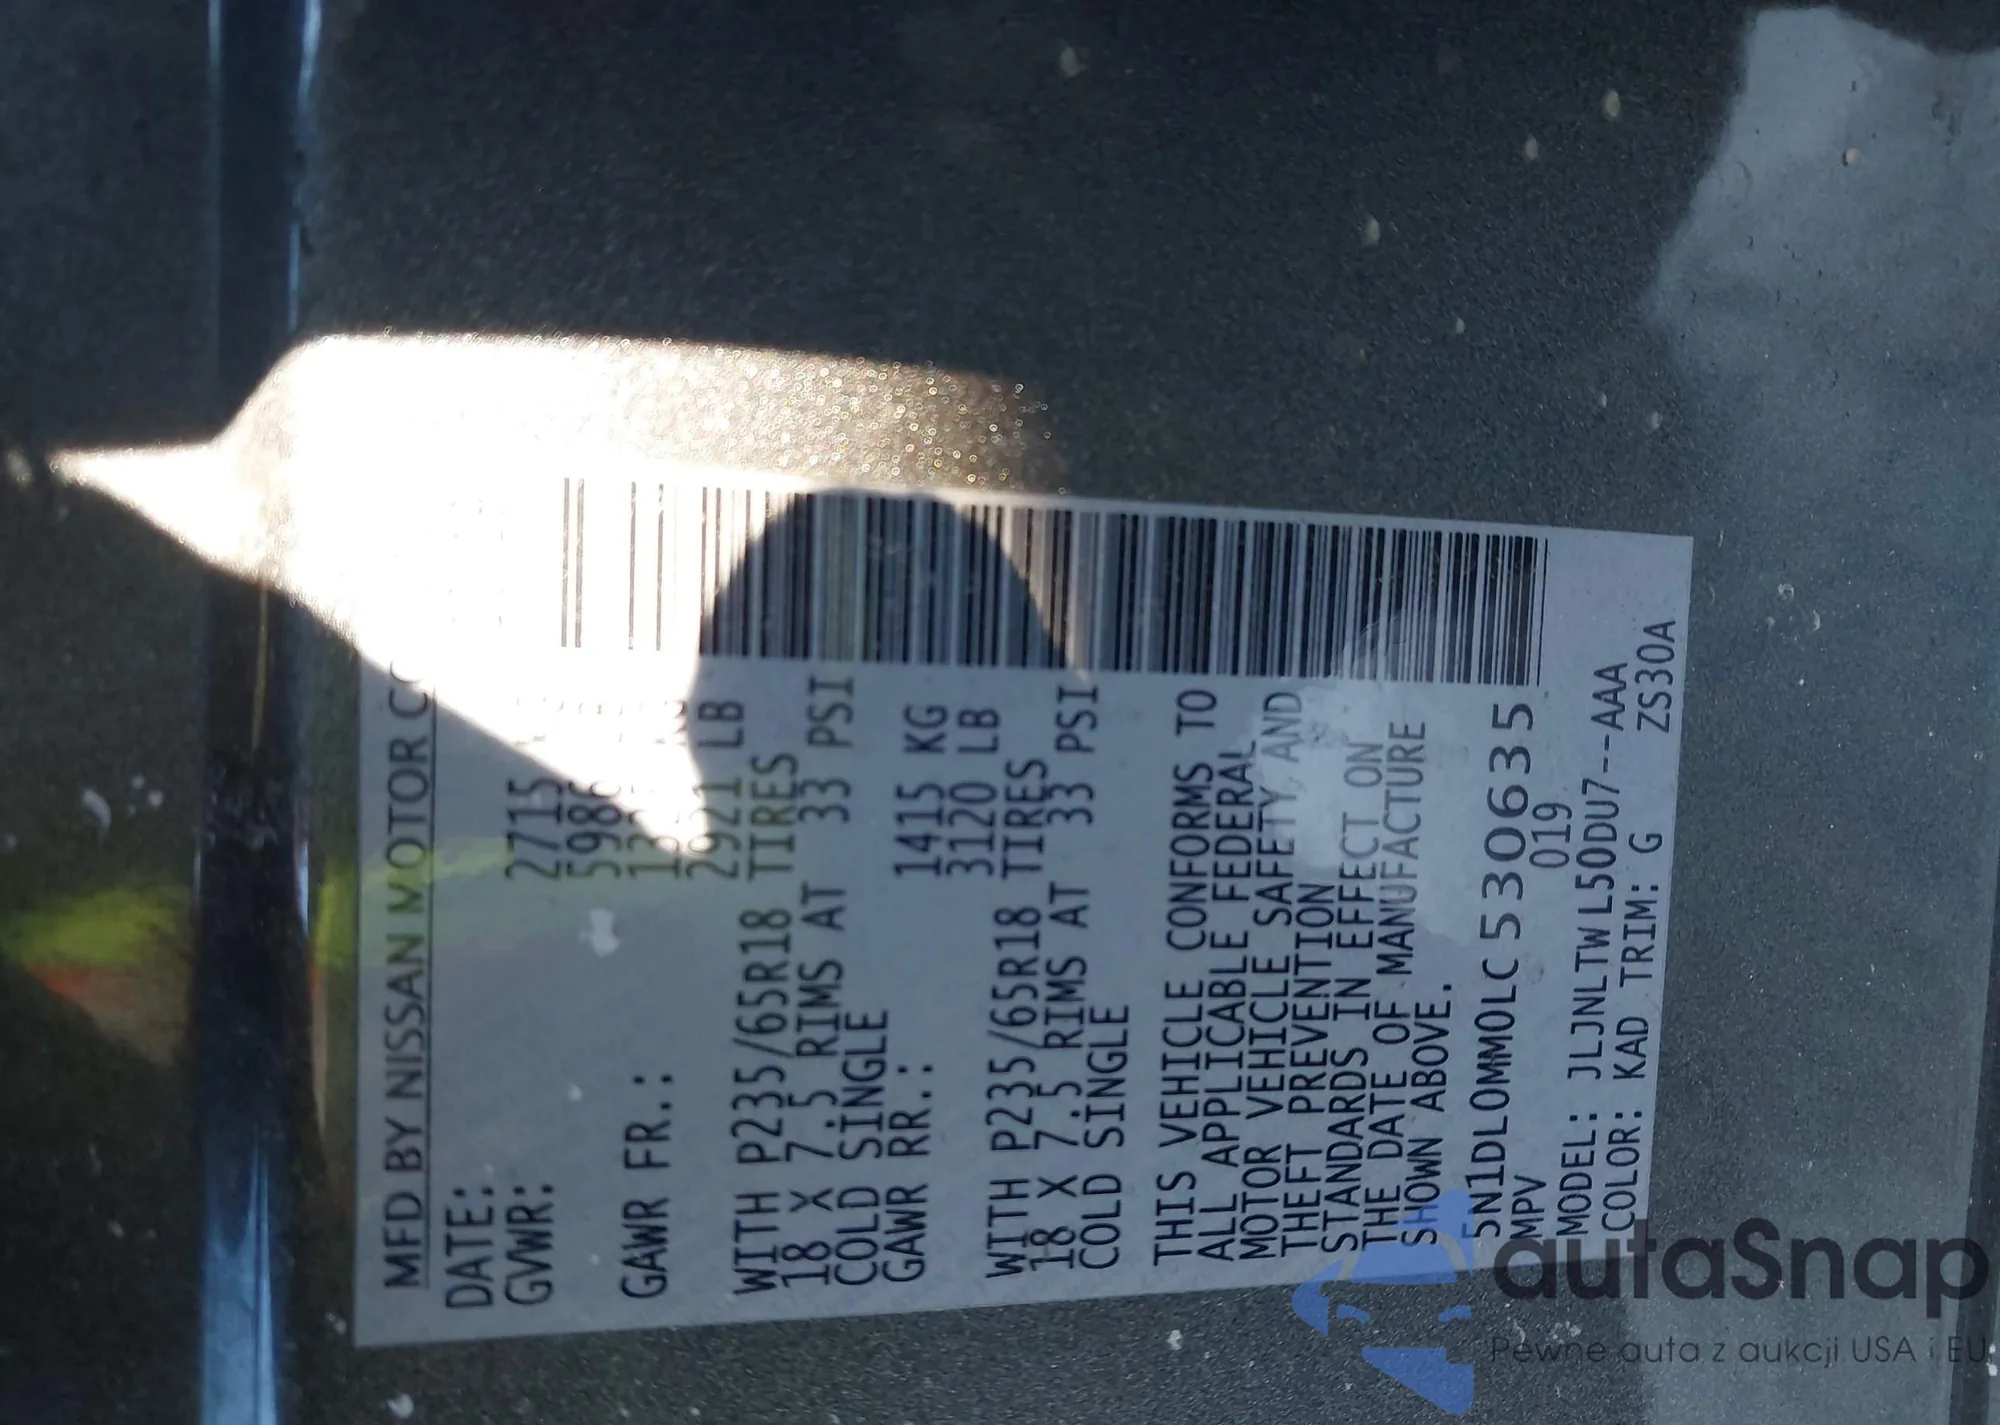 MFD BY NISSAN MOTOR
DATE:
GVWR: 2715
GAWR FR.:
2921 LB
WITH P235/65R18 TIRES
18 X 7.5 RIMS AT 33 PSI
COLD SINGLE
GAWR RR.: 1415 KG
3120 LB
WITH P235/65R18 TIRES
18 X 7.5 RIMS AT 33 PSI
COLD SINGLE
THIS VEHICLE CONFORMS TO
ALL APPLICABLE FEDERAL
MOTOR VEHICLE SAFETY AND
THEFT PREVENTION
STANDARDS IN EFFECT ON
THE DATE OF MANUFACTURE
SHOWN ABOVE.
5N1DL0MM0LC530635
MPV 019
MODEL: JLJNLTWL50DU7--AAA
COLOR: KAD TRIM: G ZS30A
autaSnap
Pewne auta z aukcji USA i EU